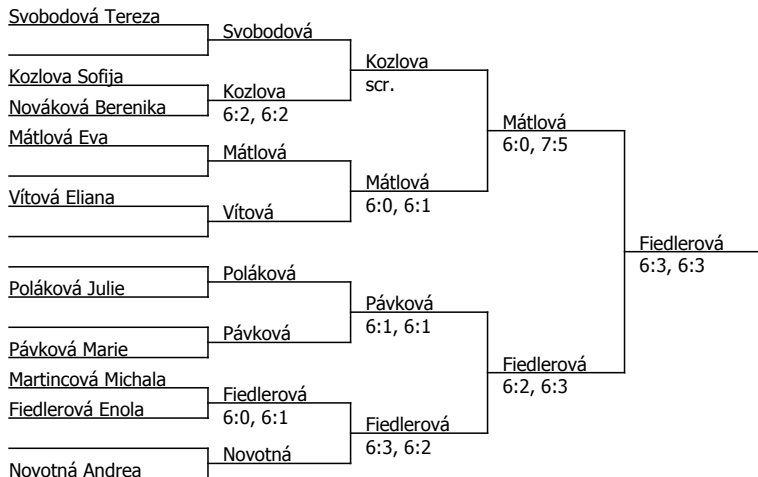 Svobodová Tereza
Svobodová
Kozlova
scr.
Kozlova Sofija
Kozlova
6:2, 6:2
Nováková Berenika
Mátlová
6:0, 7:5
Mátlová Eva
Mátlová
Mátlová
6:0, 6:1
Vítová Eliana
Vítová
Fiedlerová
6:3, 6:3
Poláková
Poláková Julie
Pávková
6:1, 6:1
Pávková
Pávková Marie
Fiedlerová
6:2, 6:3
Martincová Michala
Fiedlerová
6:0, 6:1
Fiedlerová Enola
Fiedlerová
6:3, 6:2
Novotná
Novotná Andrea